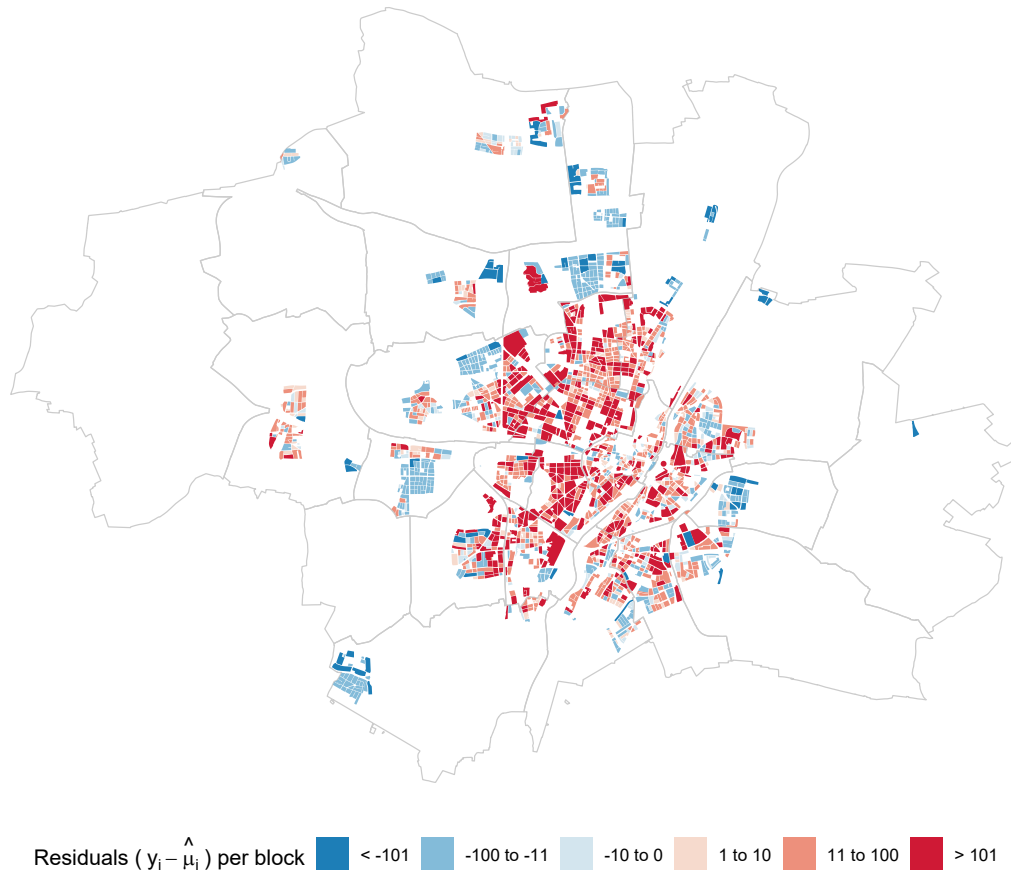 Residuals ( yᵢ − μ̂ᵢ ) per block < -101 -100 to -11 -10 to 0 1 to 10 11 to 100 > 101